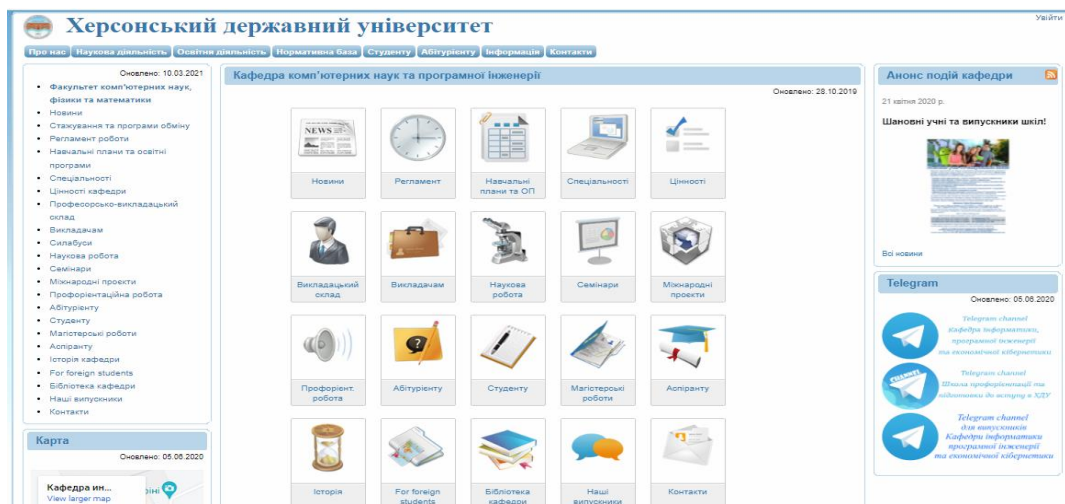 Увійти
Херсонський державний університет
Про нас Наукова діяльність Освітня діяльність Нормативна база Студенту Абітурієнту Інформація Контакти
Оновлено: 10.03.2021
Факультет комп'ютерних наук,
фізики та математики
Новини
Стажування та програми обміну
Регламент роботи
Навчальні плани та освітні
програми
Спеціальності
Цінності кафедри
Професорсько-викладацький
склад
Викладачам
Силабуси
Наукова робота
Семінари
Міжнародні проекти
Профорієнтаційна робота
Абітурієнту
Студенту
Магістерські роботи
Аспіранту
Історія кафедри
For foreign students
Бібліотека кафедри
Наші випускники
Контакти
Карта
Оновлено: 05.08.2020
Кафедра ин...
View larger map
Кафедра комп'ютерних наук та програмної інженерії
Оновлено: 28.10.2019
NEWS
Новини
Регламент
Навчальні
плани та ОП
Спеціальності
Цінності
Викладацький
склад
Викладачам
Наукова
робота
Семінари
Міжнародні
проекти
Профорієнт.
робота
Абітурієнту
Студенту
Магістерські
роботи
Аспіранту
Історія
For foreign
students
Бібліотека
кафедри
Наші
випускники
Контакти
Анонс подій кафедри
21 квітня 2020 р.
Шановні учні та випускники шкіл!
Всі новини
Telegram
Оновлено: 05.08.2020
Telegram channel
Кафедра інформатики,
програмної інженерії
та економічної кібернетики
CHANNEL
Telegram channel
Школа профорієнтації та
підготовки до вступу в ХДУ
Telegram channel
для випускників
Кафедри інформатики
програмної інженерії
та економічної кібернетики